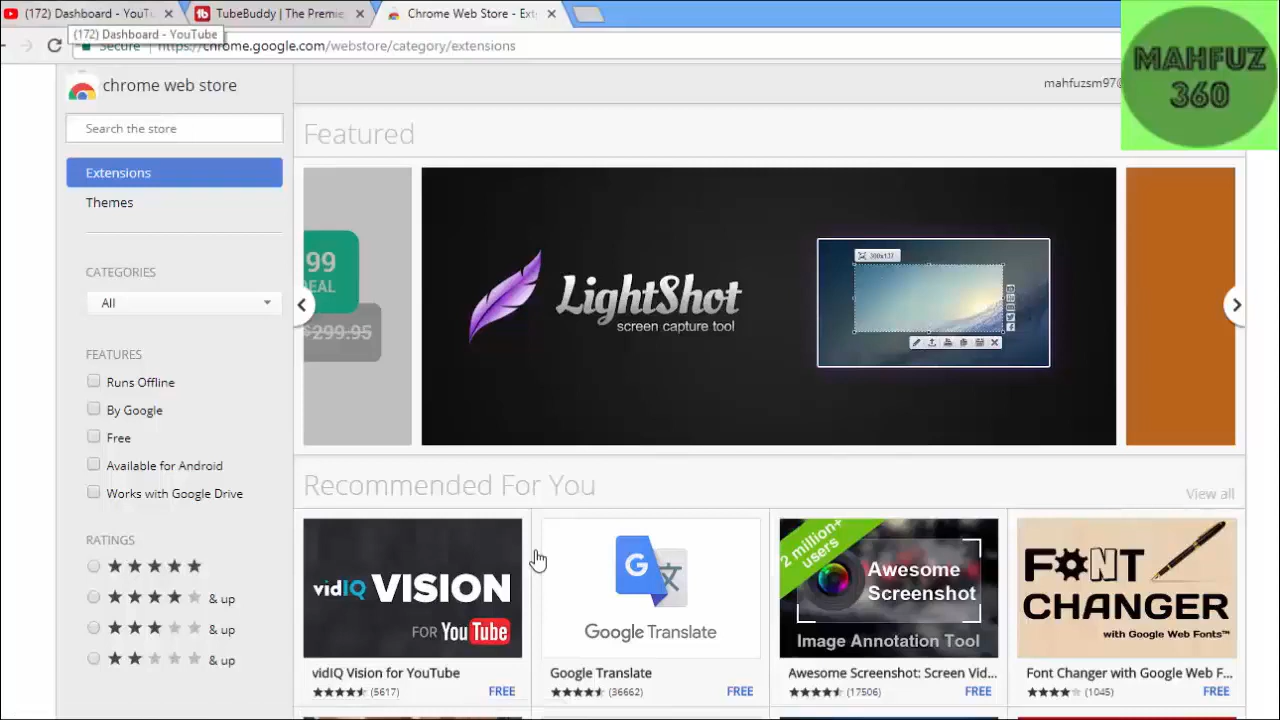 (172) Dashboard - YouTu
TubeBuddy | The Premie
Chrome Web Store - Ext
(172) Dashboard - YouTube
Secure
https://chrome.google.com/webstore/category/extensions
MAHFUZ
360
chrome web store
mahfuzsm97@
Search the store
Featured
Extensions
Themes
CATEGORIES
All
FEATURES
Runs Offline
By Google
Free
Available for Android
Works with Google Drive
RATINGS
& up
& up
& up
99
EAL
$299.95
LightShot
screen capture tool
Recommended For You
View all
vidIQ VISION
FOR YouTube
vidIQ Vision for YouTube
(5617)
FREE
G
Google Translate
Google Translate
(36662)
FREE
2 million+
users
Awesome
Screenshot
Image Annotation Tool
Awesome Screenshot: Screen Vid...
(17506)
FREE
FONT
CHANGER
with Google Web Fonts™
Font Changer with Google Web F...
(1045)
FREE